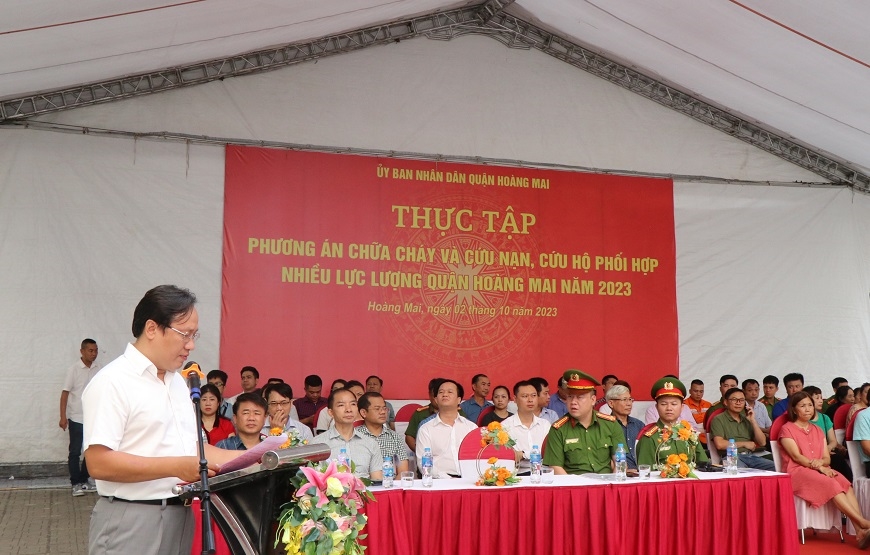 ỦY BAN NHÂN DÂN QUẬN HOÀNG MAI
THỰC TẬP
PHƯƠNG ÁN CHỮA CHÁY VÀ CỨU NẠN, CỨU HỘ PHỐI HỢP
NHIỀU LỰC LƯỢNG QUẬN HOÀNG MAI NĂM 2023
Hoàng Mai, ngày 02 tháng 10 năm 2023